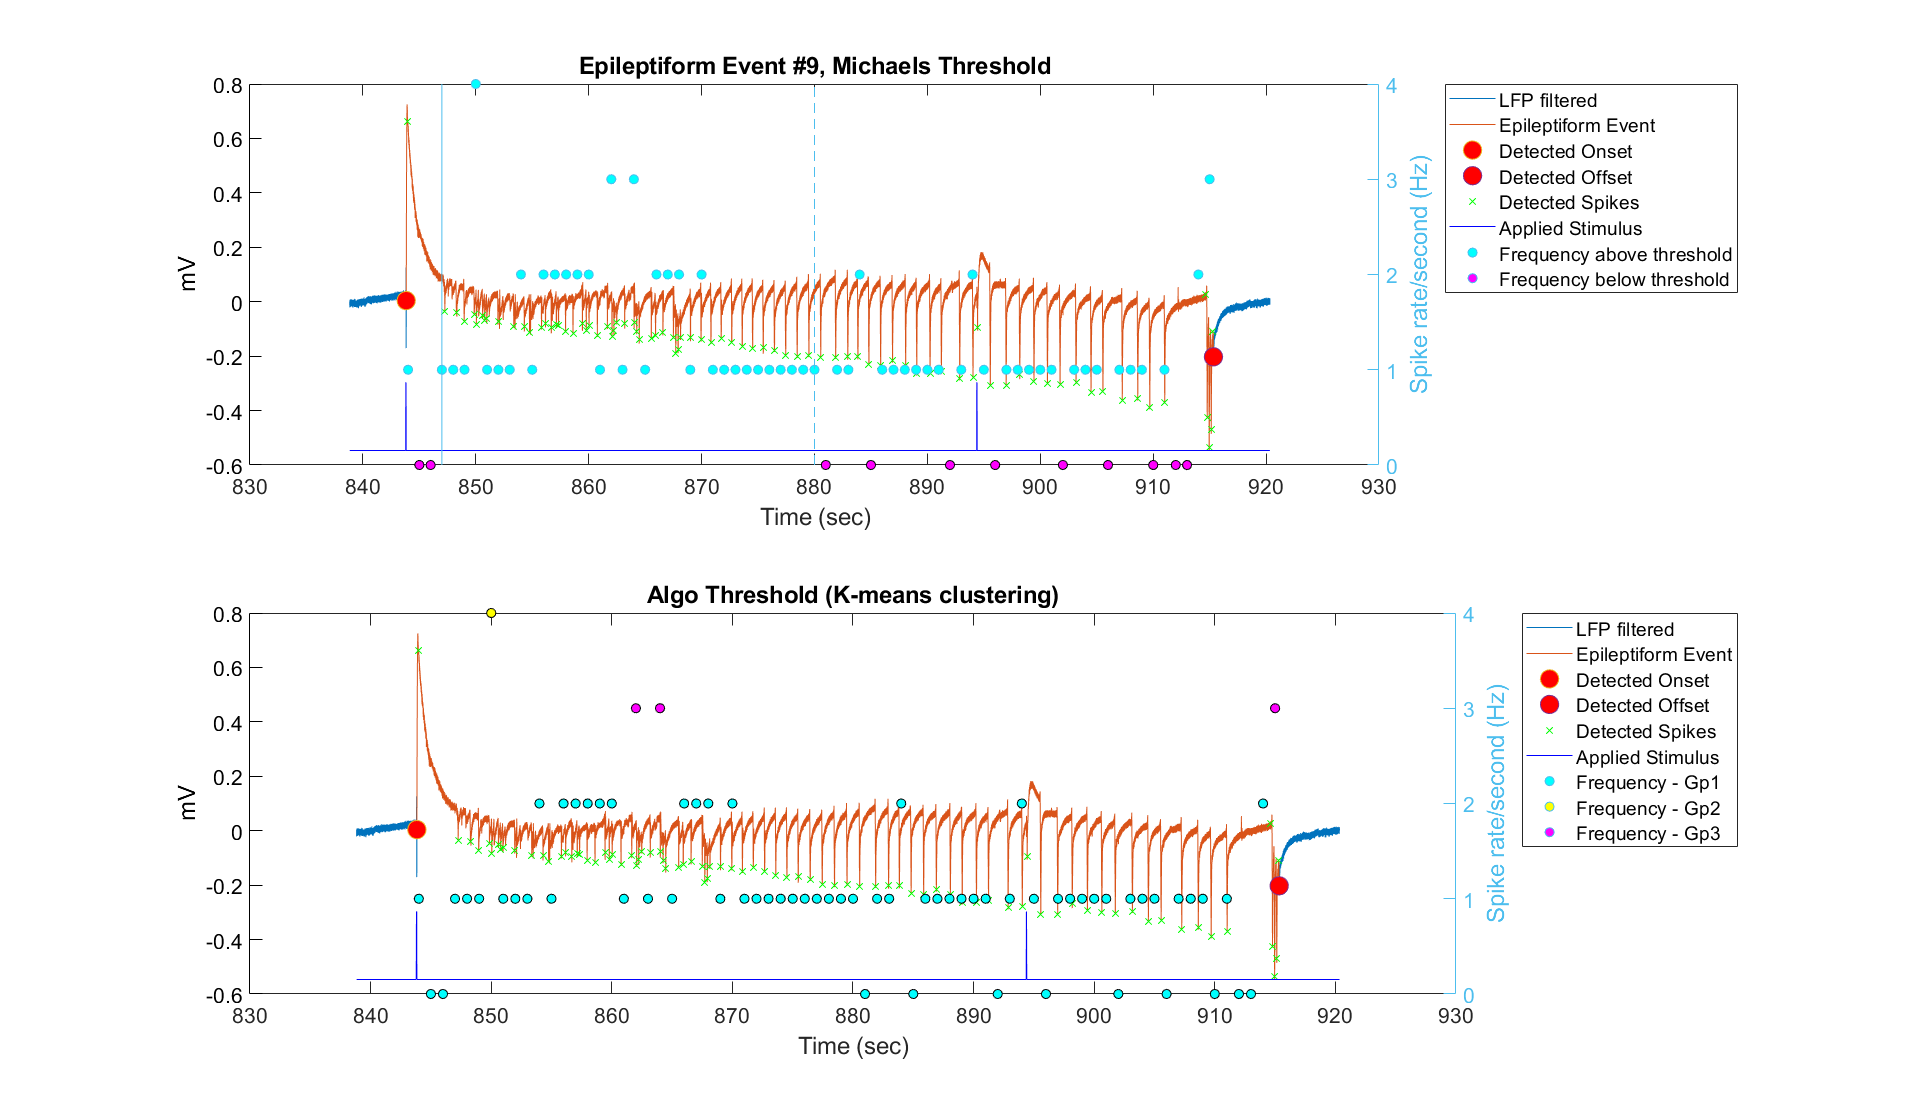 Epileptiform Event #9, Michaels Threshold
0.8
0.6
0.4
0.2
0
-0.2
-0.4
-0.6
mV
830
840
850
860
870
880
890
900
910
920
930
Time (sec)
4
3
2
1
0
Spike rate/second (Hz)
LFP filtered
Epileptiform Event
Detected Onset
Detected Offset
Detected Spikes
Applied Stimulus
Frequency above threshold
Frequency below threshold
Algo Threshold (K-means clustering)
0.8
0.6
0.4
0.2
0
-0.2
-0.4
-0.6
mV
830
840
850
860
870
880
890
900
910
920
930
Time (sec)
4
3
2
1
0
Spike rate/second (Hz)
LFP filtered
Epileptiform Event
Detected Onset
Detected Offset
Detected Spikes
Applied Stimulus
Frequency - Gp1
Frequency - Gp2
Frequency - Gp3